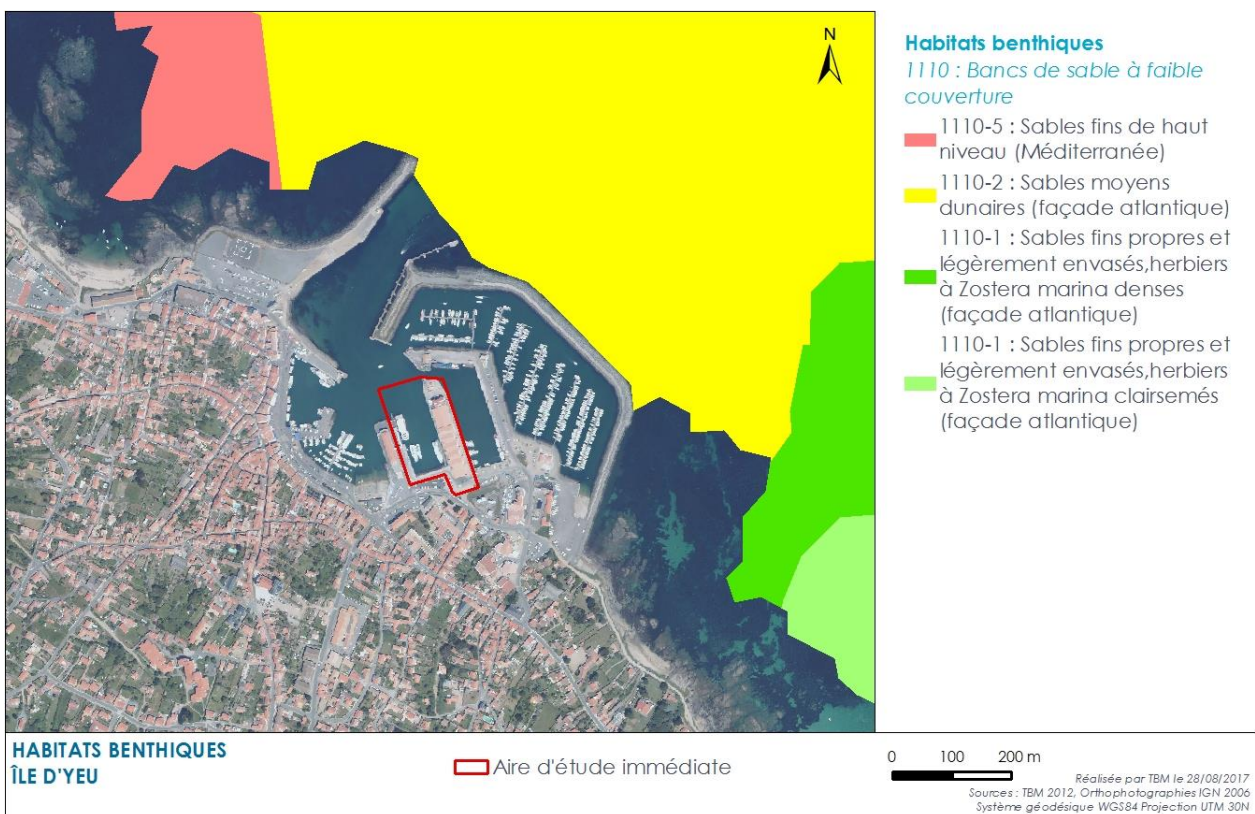 N
Habitats benthiques
1110 : Bancs de sable à faible
couverture
1110-5 : Sables fins de haut
niveau (Méditerranée)
1110-2 : Sables moyens
dunaires (façade atlantique)
1110-1 : Sables fins propres et
légèrement envasés,herbiers
à Zostera marina denses
(façade atlantique)
1110-1 : Sables fins propres et
légèrement envasés,herbiers
à Zostera marina clairsemés
(façade atlantique)
HABITATS BENTHIQUES
ÎLE D'YEU
Aire d'étude immédiate
0 100 200 m
Réalisée par TBM le 28/08/2017
Sources : TBM 2012, Orthophotographies IGN 2006
Système géodésique WGS84 Projection UTM 30N